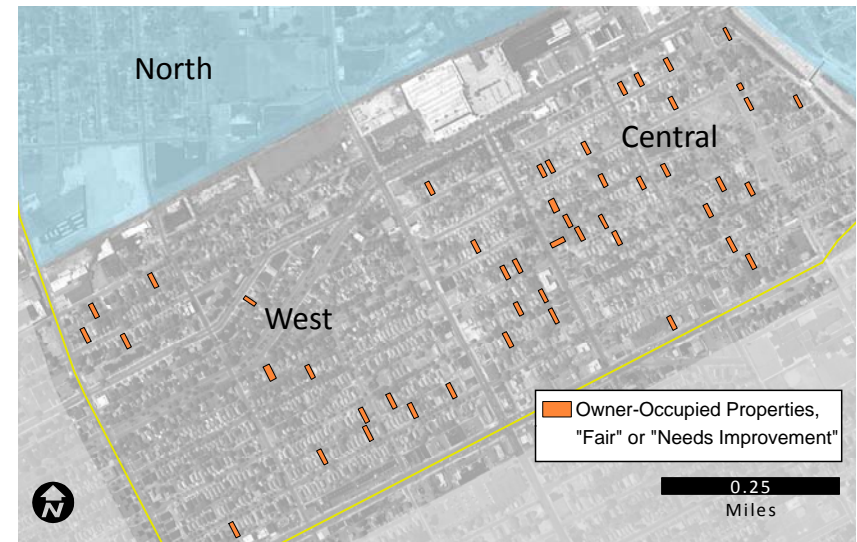 North
Central
West
Owner-Occupied Properties,
"Fair" or "Needs Improvement"
0.25
Miles
N